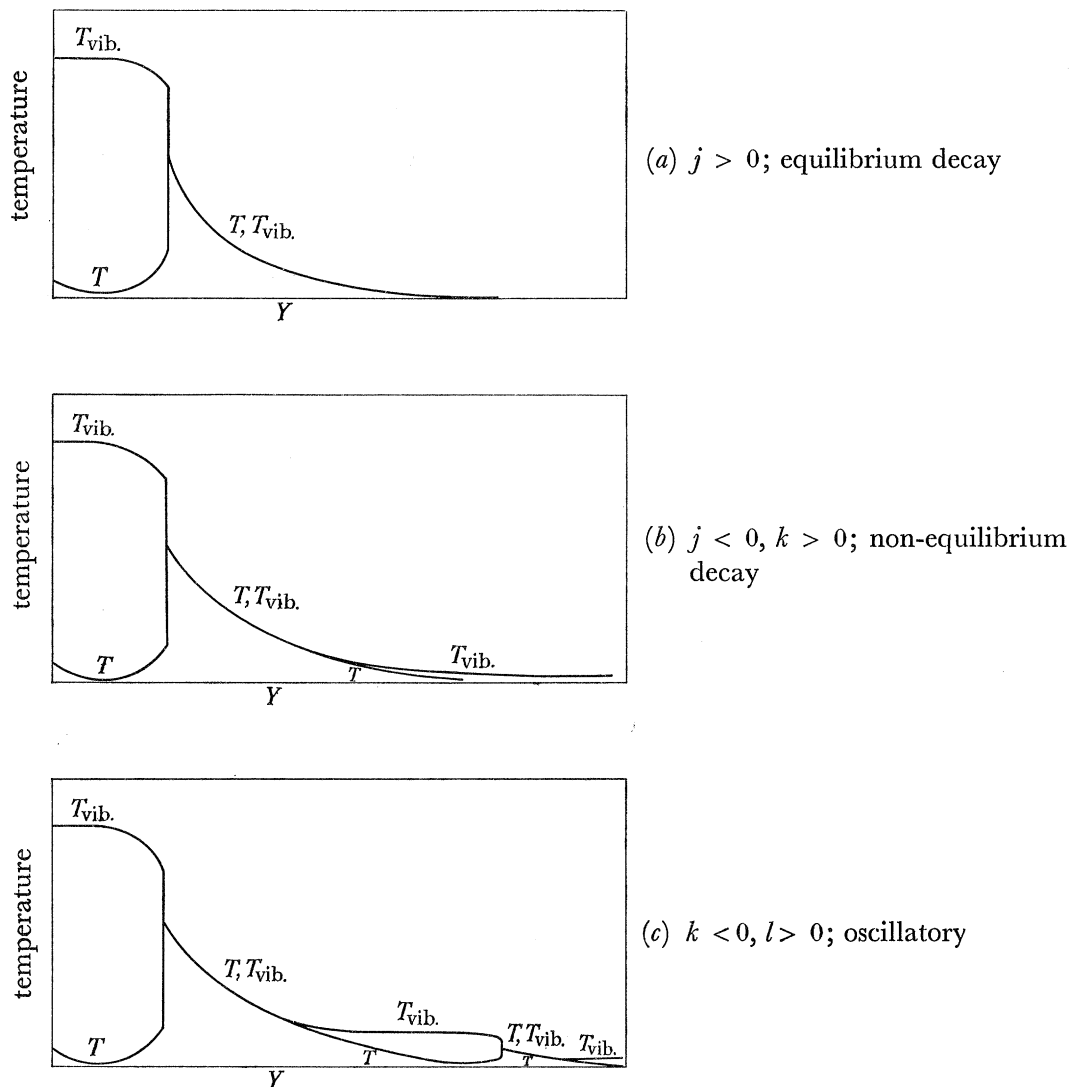 temperature
T_vib.
T
T, T_vib.
Y
(a) j > 0; equilibrium decay
temperature
T_vib.
T
T, T_vib.
T_vib.
T
Y
(b) j < 0, k > 0; non-equilibrium
decay
temperature
T_vib.
T
T, T_vib.
T_vib.
T
T, T_vib.
T
T_vib.
Y
(c) k < 0, l > 0; oscillatory